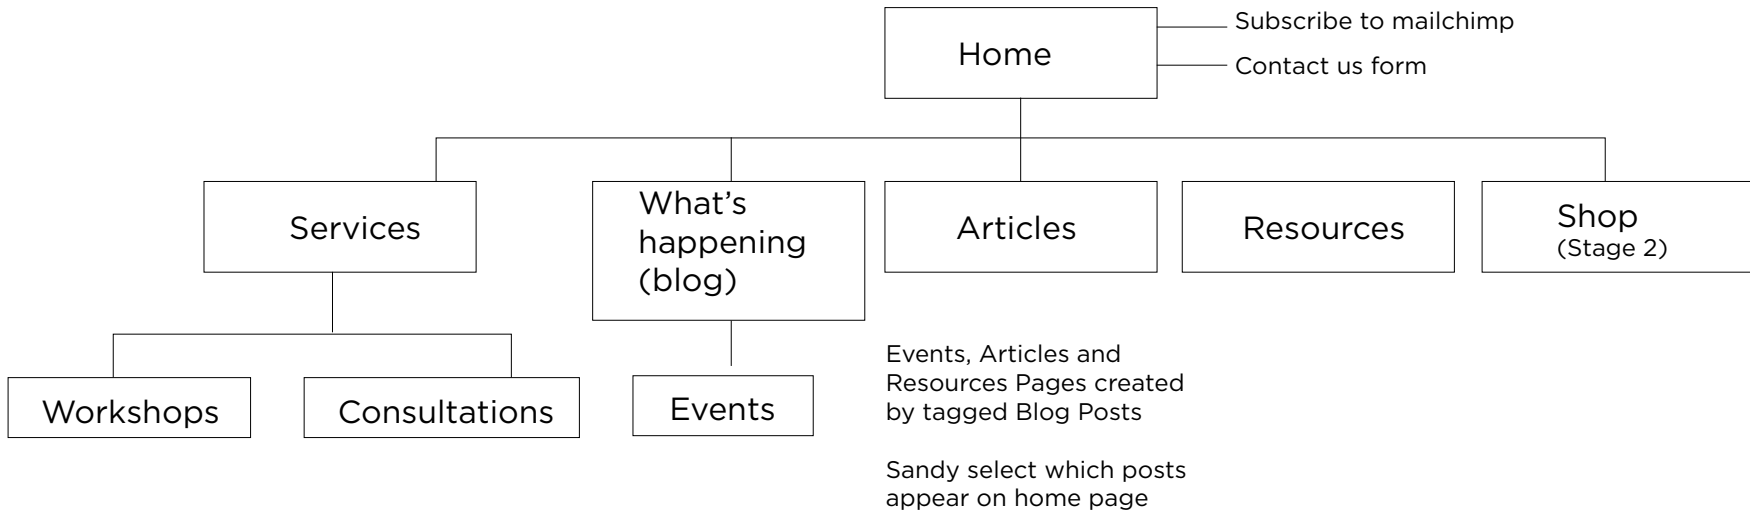 Home
Subscribe to mailchimp
Contact us form
Services
What’s
happening
(blog)
Articles
Resources
Shop
(Stage 2)
Workshops
Consultations
Events
Events, Articles and
Resources Pages created
by tagged Blog Posts
Sandy select which posts
appear on home page